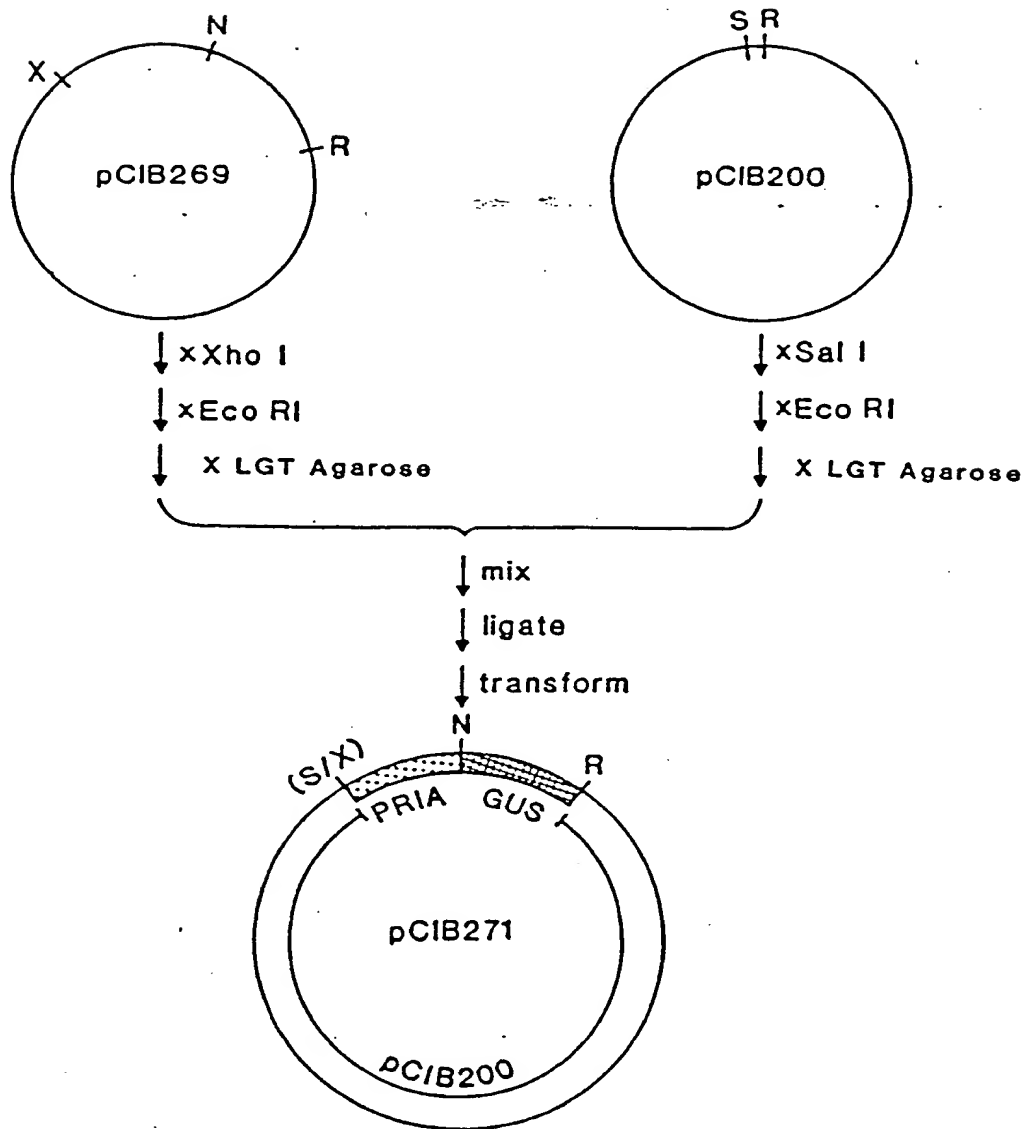 X
N
R
pCIB269
S R
pCIB200
xXho I
xEco RI
X LGT Agarose
xSal I
xEco RI
X LGT Agarose
mix
ligate
transform
N
(S/X)
R
PRIA
GUS
pCIB271
pCIB200